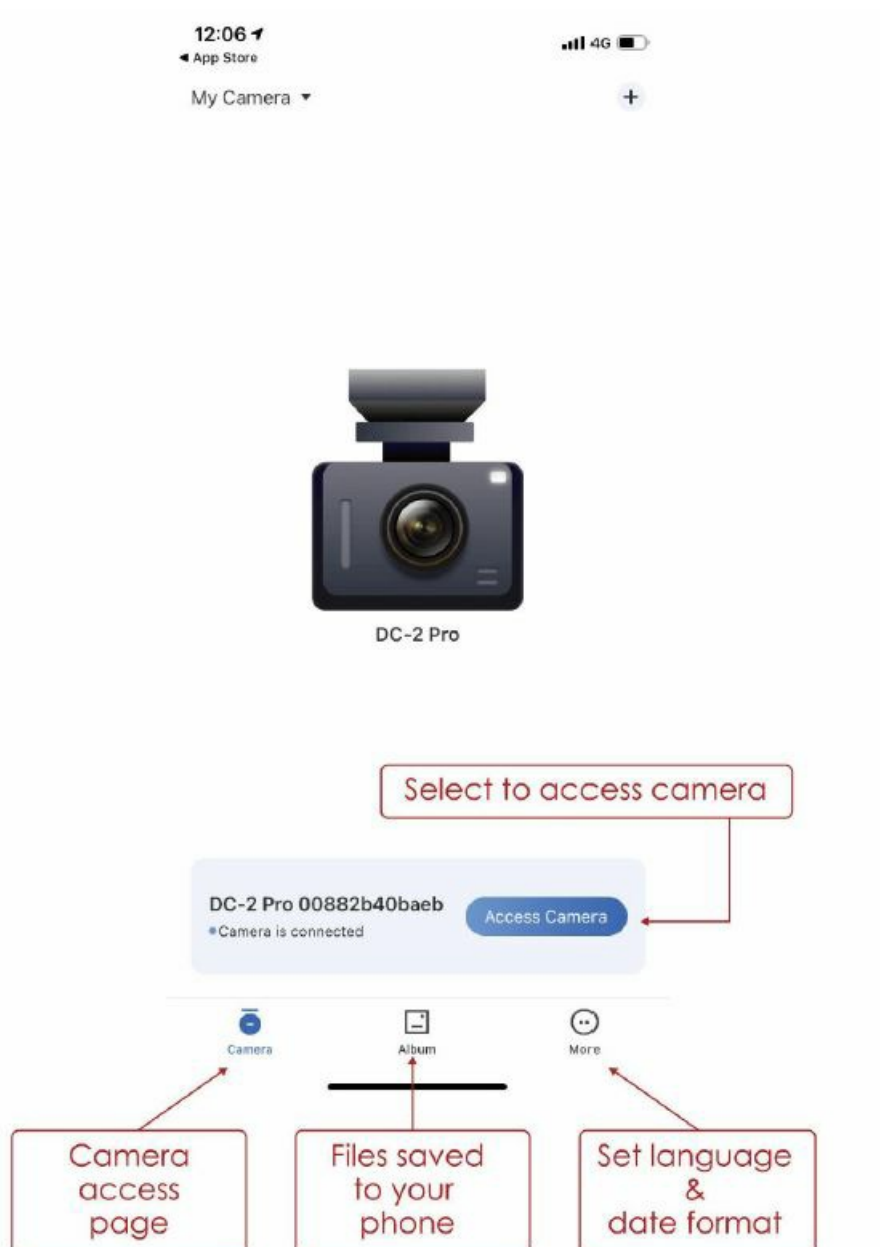 12:06
◀ App Store
4G
My Camera ▼
+
DC-2 Pro
Select to access camera
DC-2 Pro 00882b40baeb
Camera is connected
Access Camera
Camera
Album
More
Camera
access
page
Files saved
to your
phone
Set language
&
date format